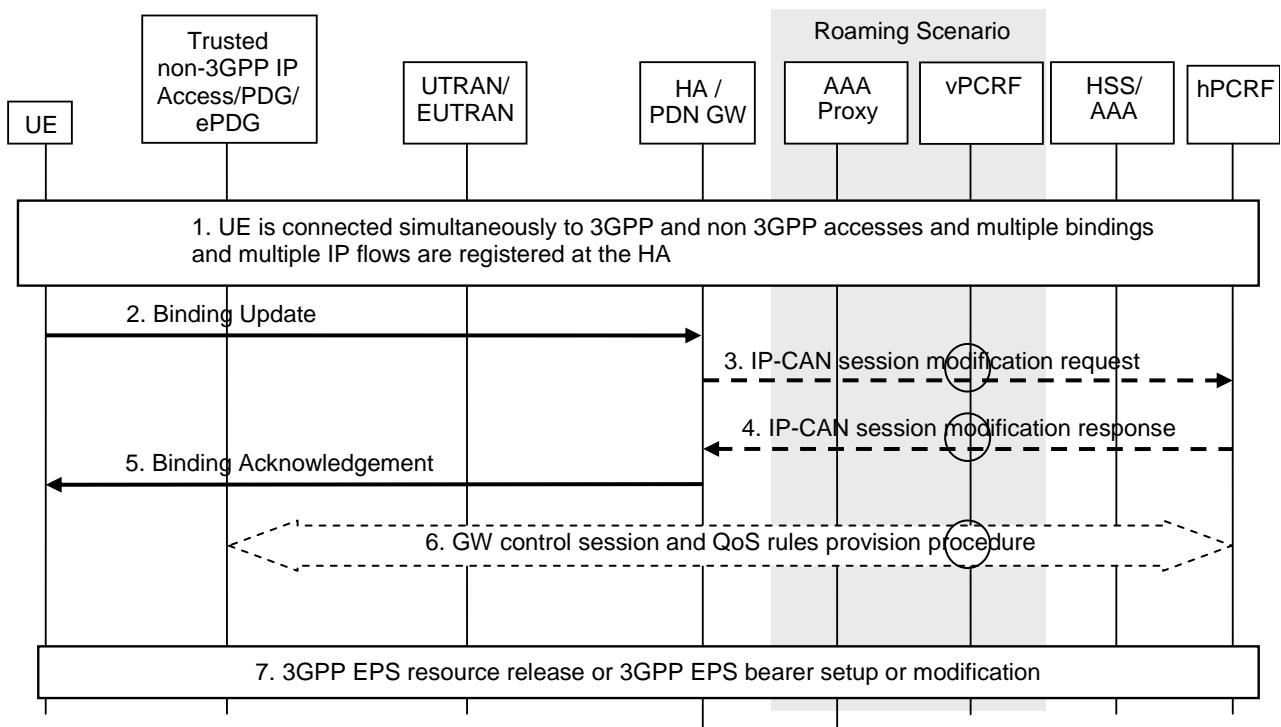 Roaming Scenario
UE
Trusted
non-3GPP IP
Access/PDG/
ePDG
UTRAN/
EUTRAN
HA /
PDN GW
AAA
Proxy
vPCRF
HSS/
AAA
hPCRF
1. UE is connected simultaneously to 3GPP and non 3GPP accesses and multiple bindings
and multiple IP flows are registered at the HA
2. Binding Update
3. IP-CAN session modification request
4. IP-CAN session modification response
5. Binding Acknowledgement
6. GW control session and QoS rules provision procedure
7. 3GPP EPS resource release or 3GPP EPS bearer setup or modification